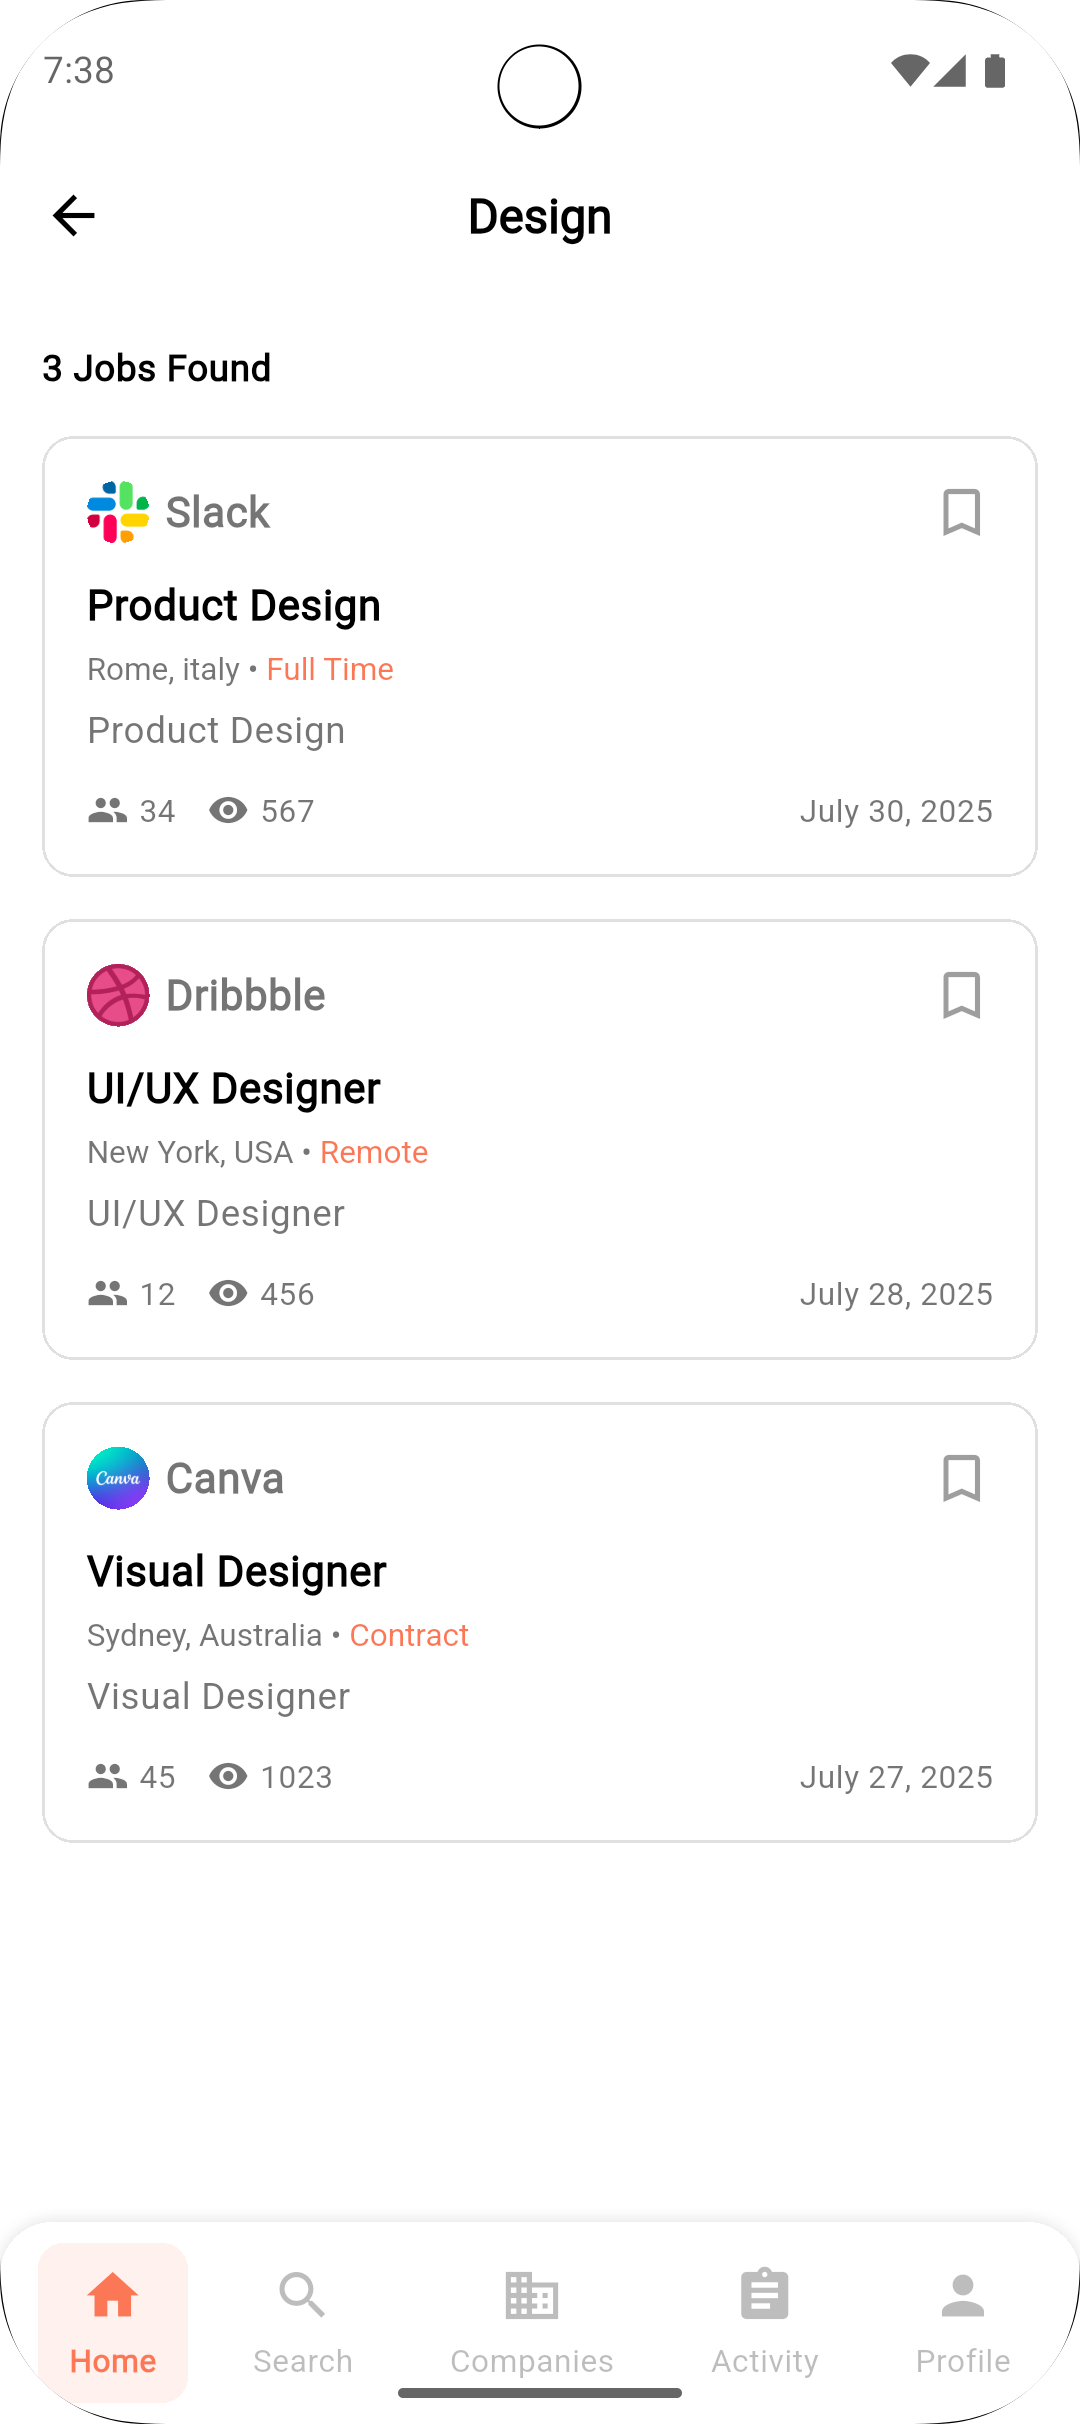 7:38
Design
3 Jobs Found
Slack
Product Design
Rome, italy • Full Time
Product Design
34 567 July 30, 2025
Dribbble
UI/UX Designer
New York, USA • Remote
UI/UX Designer
12 456 July 28, 2025
Canva Canva
Visual Designer
Sydney, Australia • Contract
Visual Designer
45 1023 July 27, 2025
Home Search Companies Activity Profile